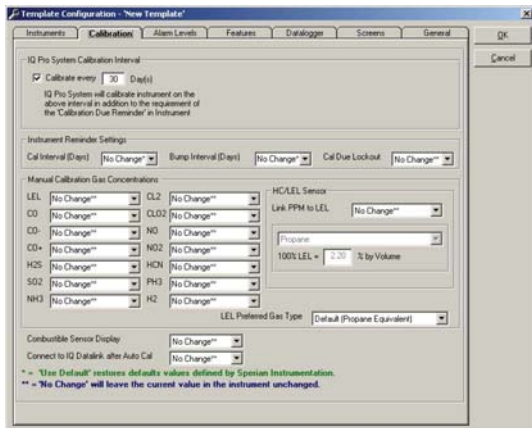 Template Configuration - 'New Template'
Instruments Calibration Alarm Levels Features Datalogger Screens General
OK
Cancel
IQ Pro System Calibration Interval
Calibrate every 30 Day(s)
IQ Pro System will calibrate instrument on the
above interval in addition to the requirement of
the 'Calibration Due Reminder' in Instrument
Instrument Reminder Settings
Cal Interval (Days) No Change* Bump Interval (Days) No Change* Cal Due Lockout No Change**
Manual Calibration Gas Concentrations
HC/LEL Sensor
LEL No Change** CL2 No Change**
Link PPM to LEL No Change**
CO No Change** CLO2 No Change**
CO- No Change** NO No Change**
Propane
CO+ No Change** NO2 No Change**
100% LEL = 2.20 % by Volume
H2S No Change** HCN No Change**
SO2 No Change** PH3 No Change**
NH3 No Change** H2 No Change**
LEL Preferred Gas Type Default (Propane Equivalent)
Combustible Sensor Display No Change**
Connect to IQ Datalink after Auto Cal No Change**
* = 'Use Default' restores defaults values defined by Sperian Instrumentation.
** = 'No Change' will leave the current value in the instrument unchanged.